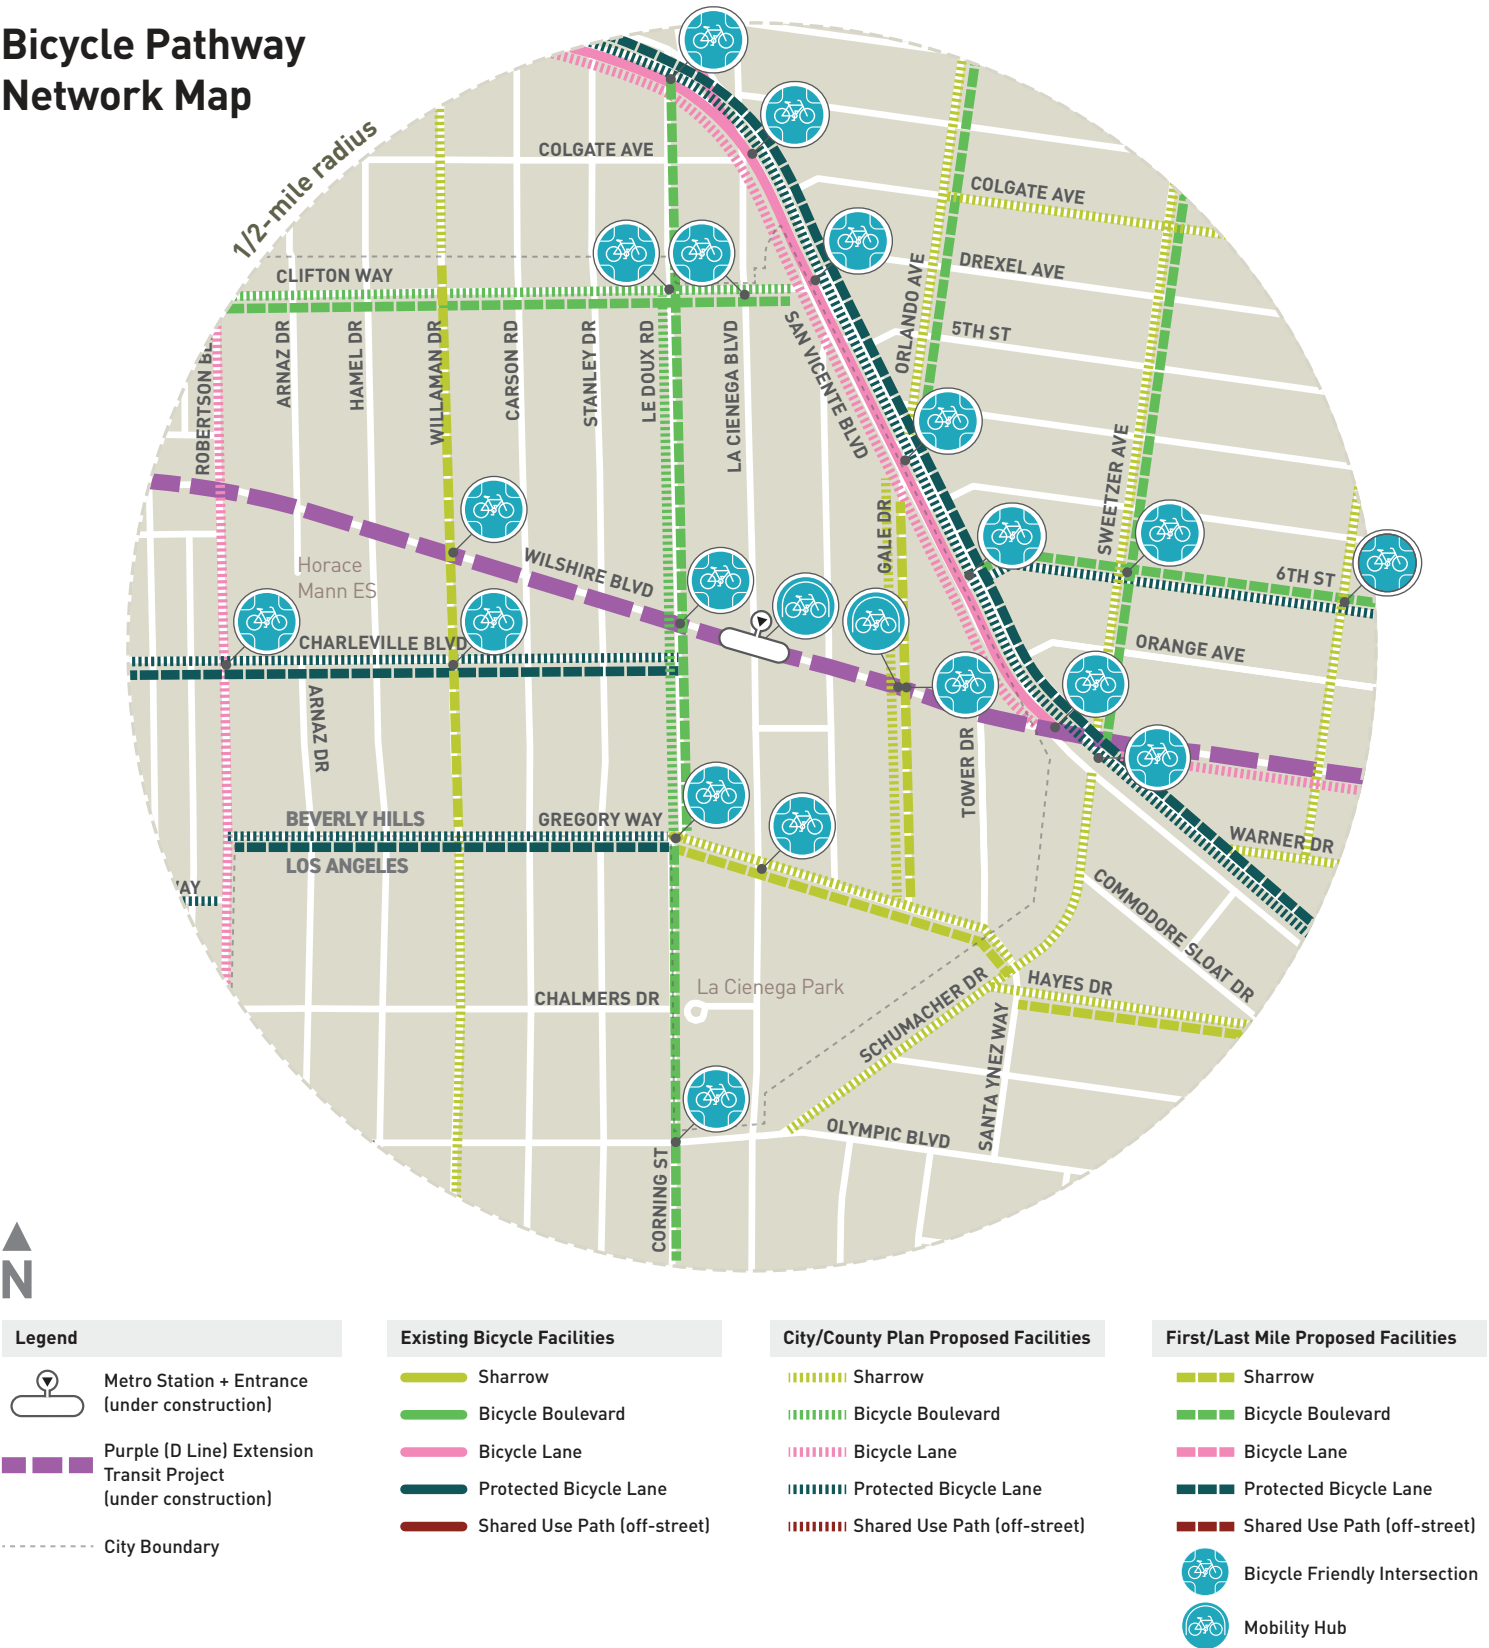 Bicycle Pathway
Network Map
1/2-mile radius
COLGATE AVE
COLGATE AVE
DREXEL AVE
CLIFTON WAY
ORLANDO AVE
5TH ST
ARNAZ DR
HAMEL DR
WILLAMAN DR
CARSON RD
STANLEY DR
LE DOUX RD
LA CIENEGA BLVD
SAN VICENTE BLVD
SWEETZER AVE
GALE DR
Horace
Mann ES
WILSHIRE BLVD
6TH ST
CHARLEVILLE BLVD
ORANGE AVE
ARNAZ DR
TOWER DR
BEVERLY HILLS
GREGORY WAY
LOS ANGELES
WARNER DR
COMMODORE SLOAT DR
La Cienega Park
CHALMERS DR
HAYES DR
SCHUMACHER DR
SANTA YNEZ WAY
OLYMPIC BLVD
CORNING ST
N
Legend
Metro Station + Entrance
(under construction)
Purple (D Line) Extension
Transit Project
(under construction)
City Boundary
Existing Bicycle Facilities
Sharrow
Bicycle Boulevard
Bicycle Lane
Protected Bicycle Lane
Shared Use Path (off-street)
City/County Plan Proposed Facilities
Sharrow
Bicycle Boulevard
Bicycle Lane
Protected Bicycle Lane
Shared Use Path (off-street)
First/Last Mile Proposed Facilities
Sharrow
Bicycle Boulevard
Bicycle Lane
Protected Bicycle Lane
Shared Use Path (off-street)
Bicycle Friendly Intersection
Mobility Hub
ROBERTSON